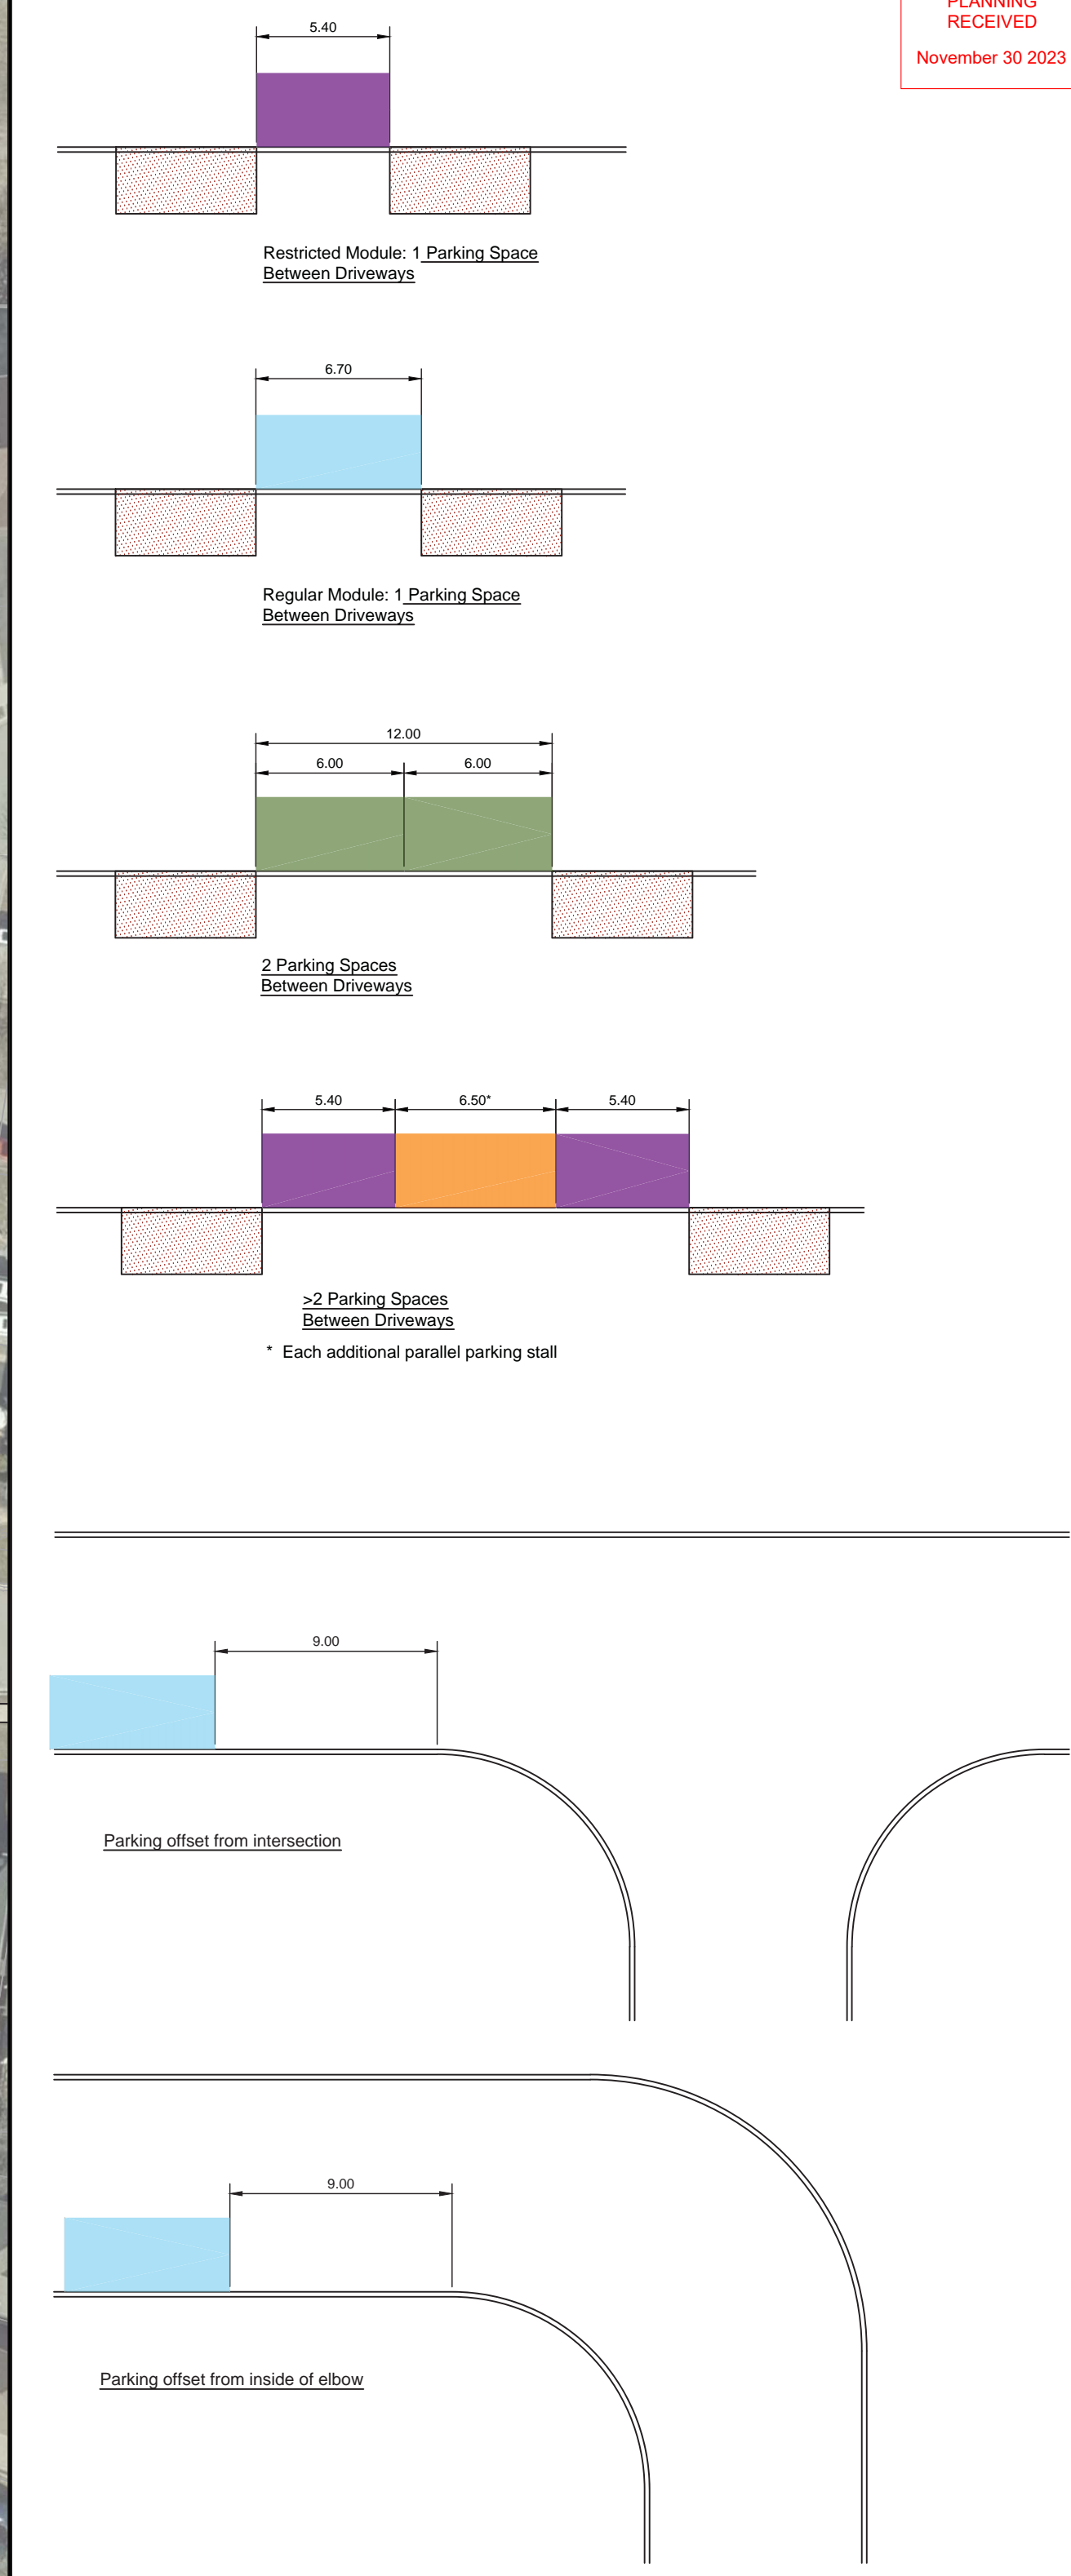 PLANNING
RECEIVED
November 30 2023
5.40
Restricted Module: 1 Parking Space
Between Driveways
6.70
Regular Module: 1 Parking Space
Between Driveways
12.00
6.00 6.00
2 Parking Spaces
Between Driveways
5.40 6.50* 5.40
>2 Parking Spaces
Between Driveways
* Each additional parallel parking stall
9.00
Parking offset from intersection
9.00
Parking offset from inside of elbow